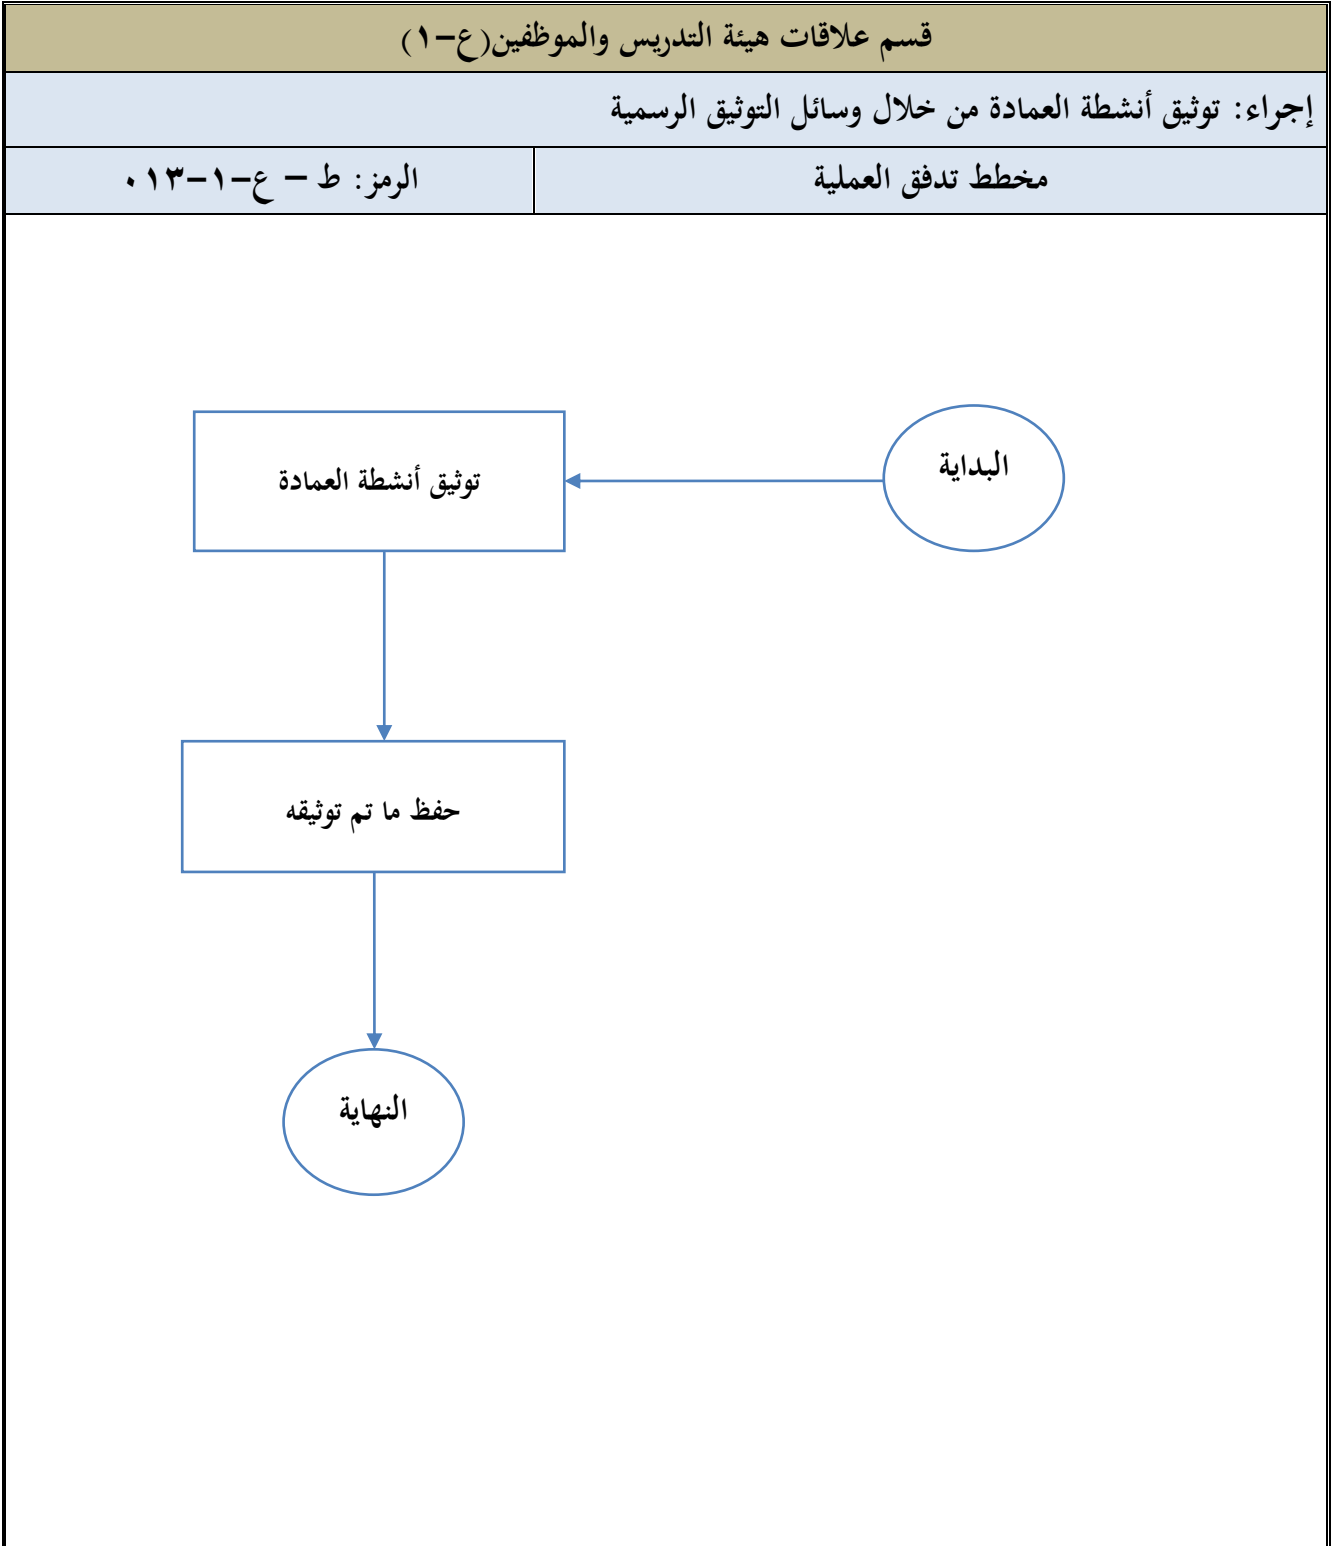 قسم علاقات هيئة التدريس والموظفين(ع-١)
إجراء: توثيق أنشطة العمادة من خلال وسائل التوثيق الرسمية
مخطط تدفق العملية
الرمز: ط – ع-١-٠١٣
البداية
توثيق أنشطة العمادة
حفظ ما تم توثيقه
النهاية